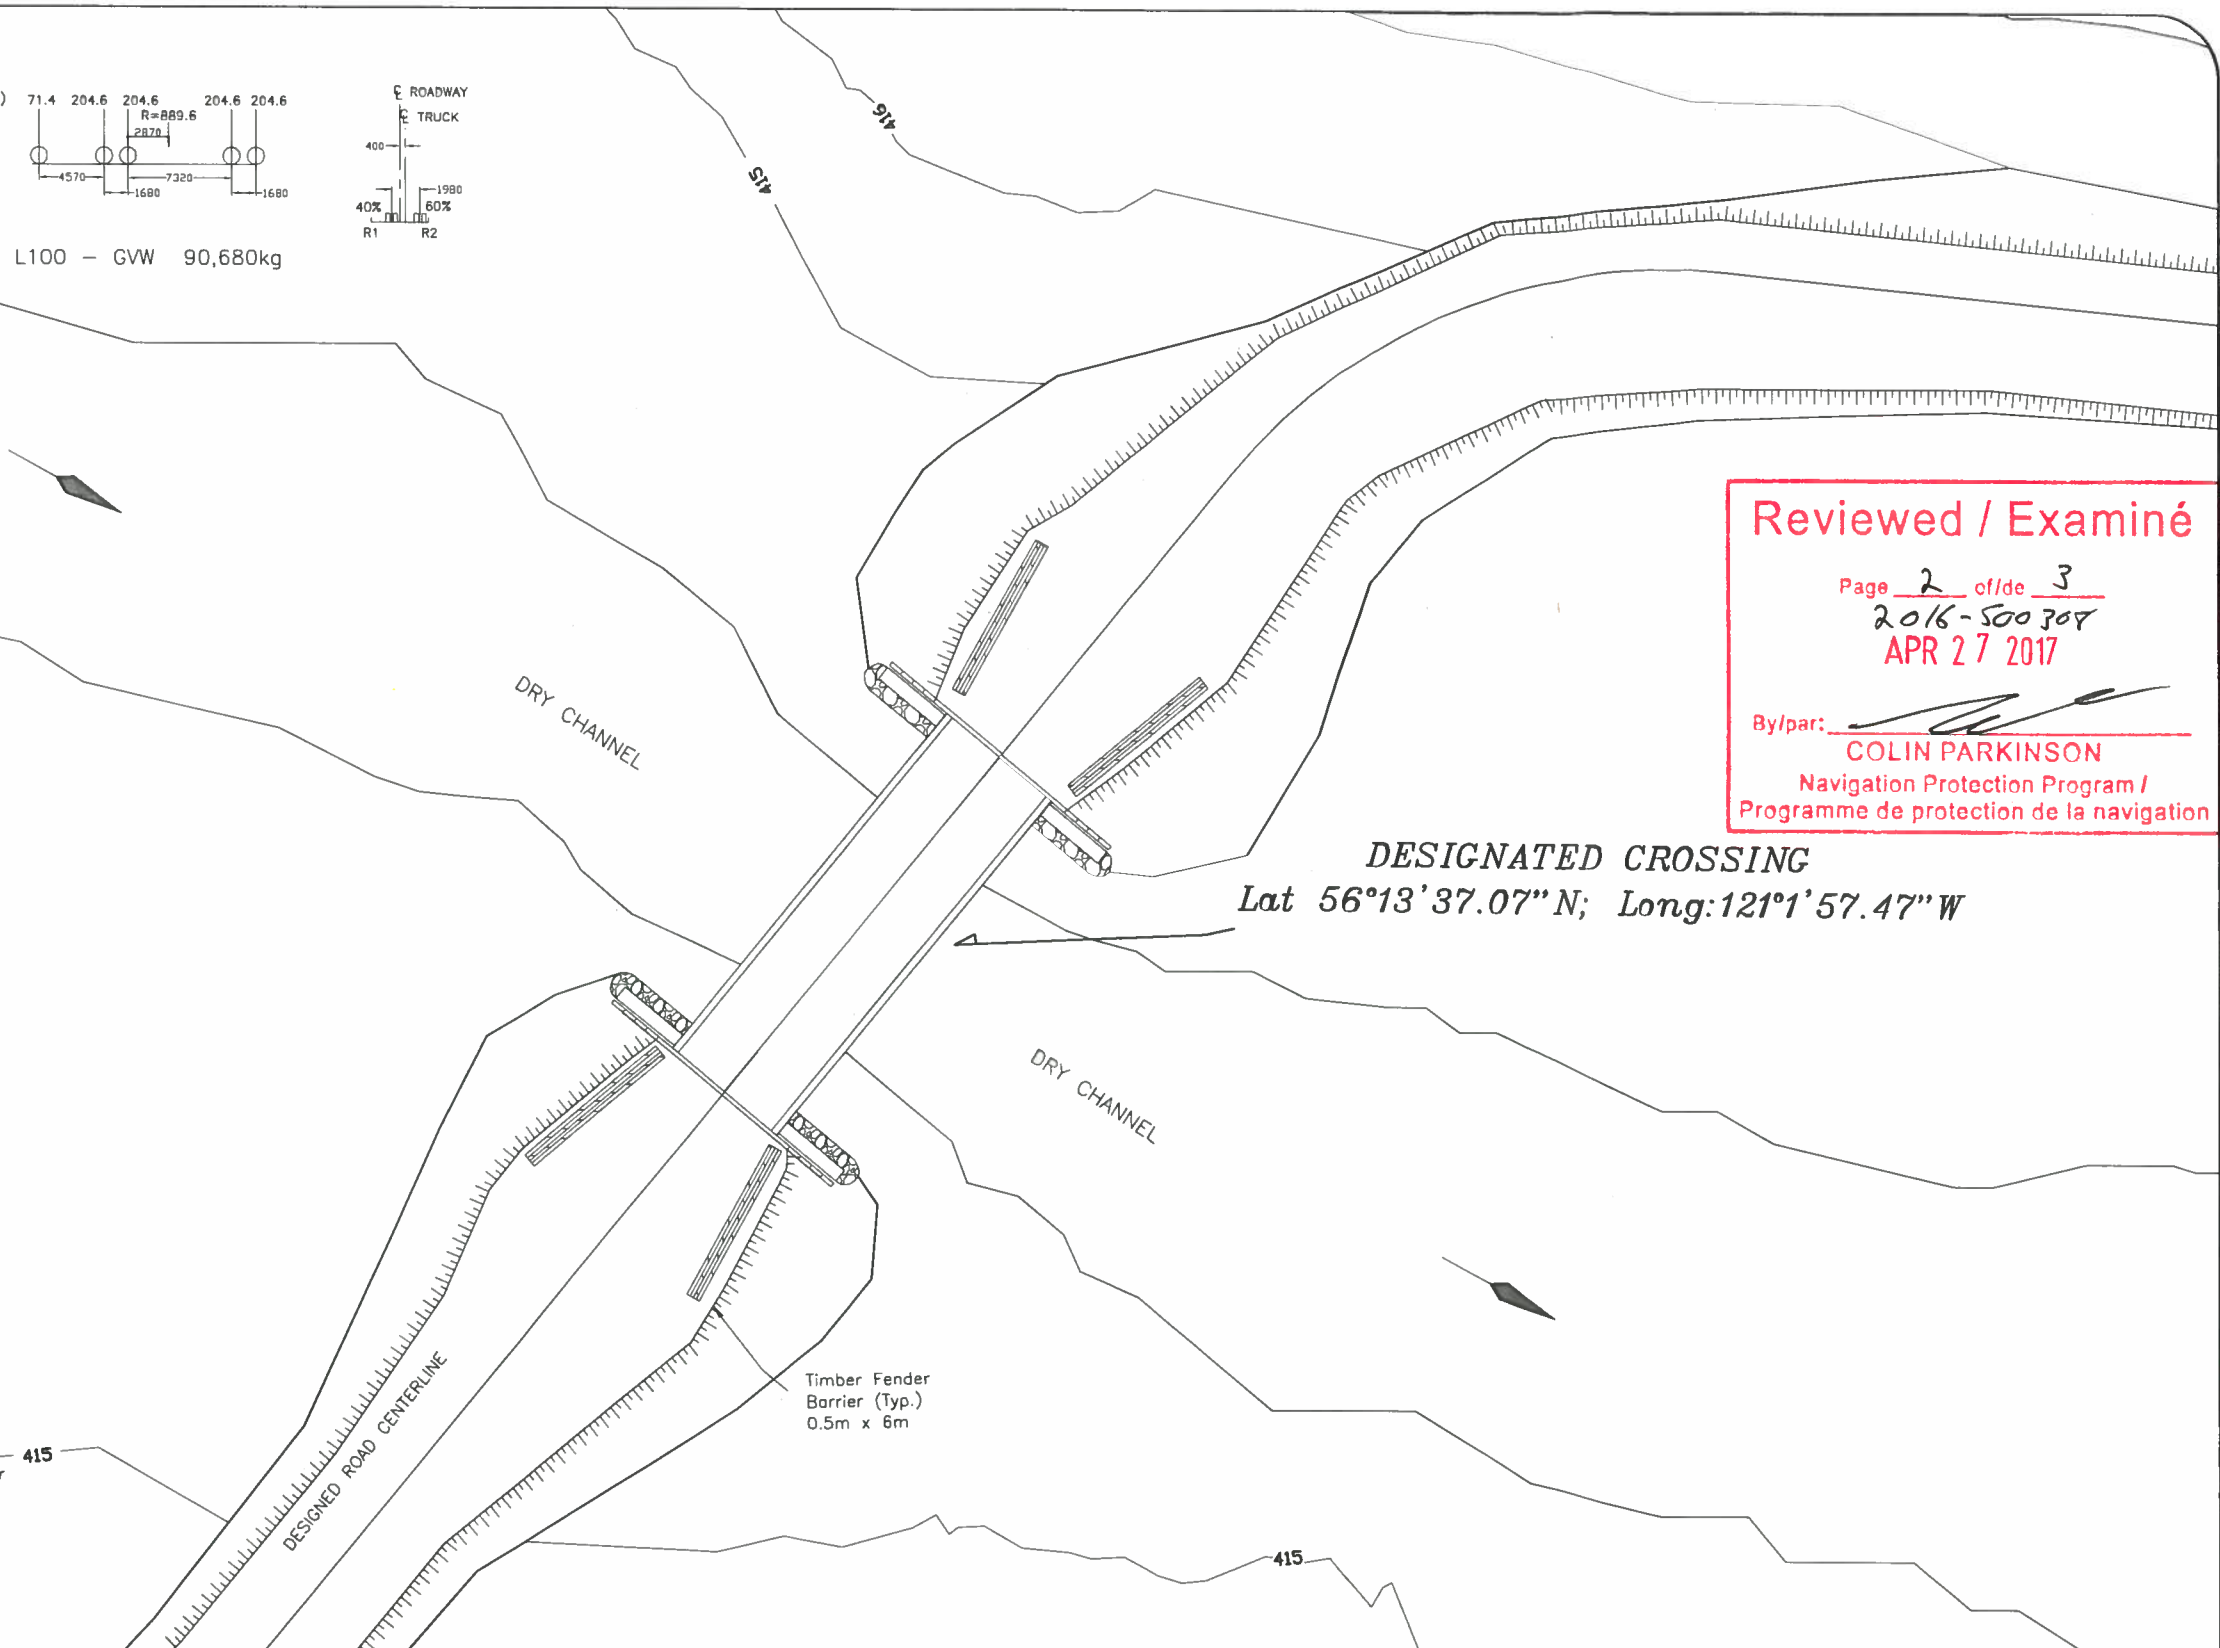 ) 71.4 204.6 204.6 204.6 204.6
R=889.6
2870
4570 7320
1680 1680
L100 – GVW 90,680kg
℄ ROADWAY
℄ TRUCK
400
1980
40% 60%
R1 R2
416
415
Reviewed / Examiné
Page 2 of/de 3
APR 27 2017
By/par:
COLIN PARKINSON
Navigation Protection Program /
Programme de protection de la navigation
DESIGNATED CROSSING
Lat 56°13'37.07"N; Long:121°1'57.47"W
DRY CHANNEL
DRY CHANNEL
Timber Fender
Barrier (Typ.)
0.5m x 6m
DESIGNED ROAD CENTERLINE
415
415